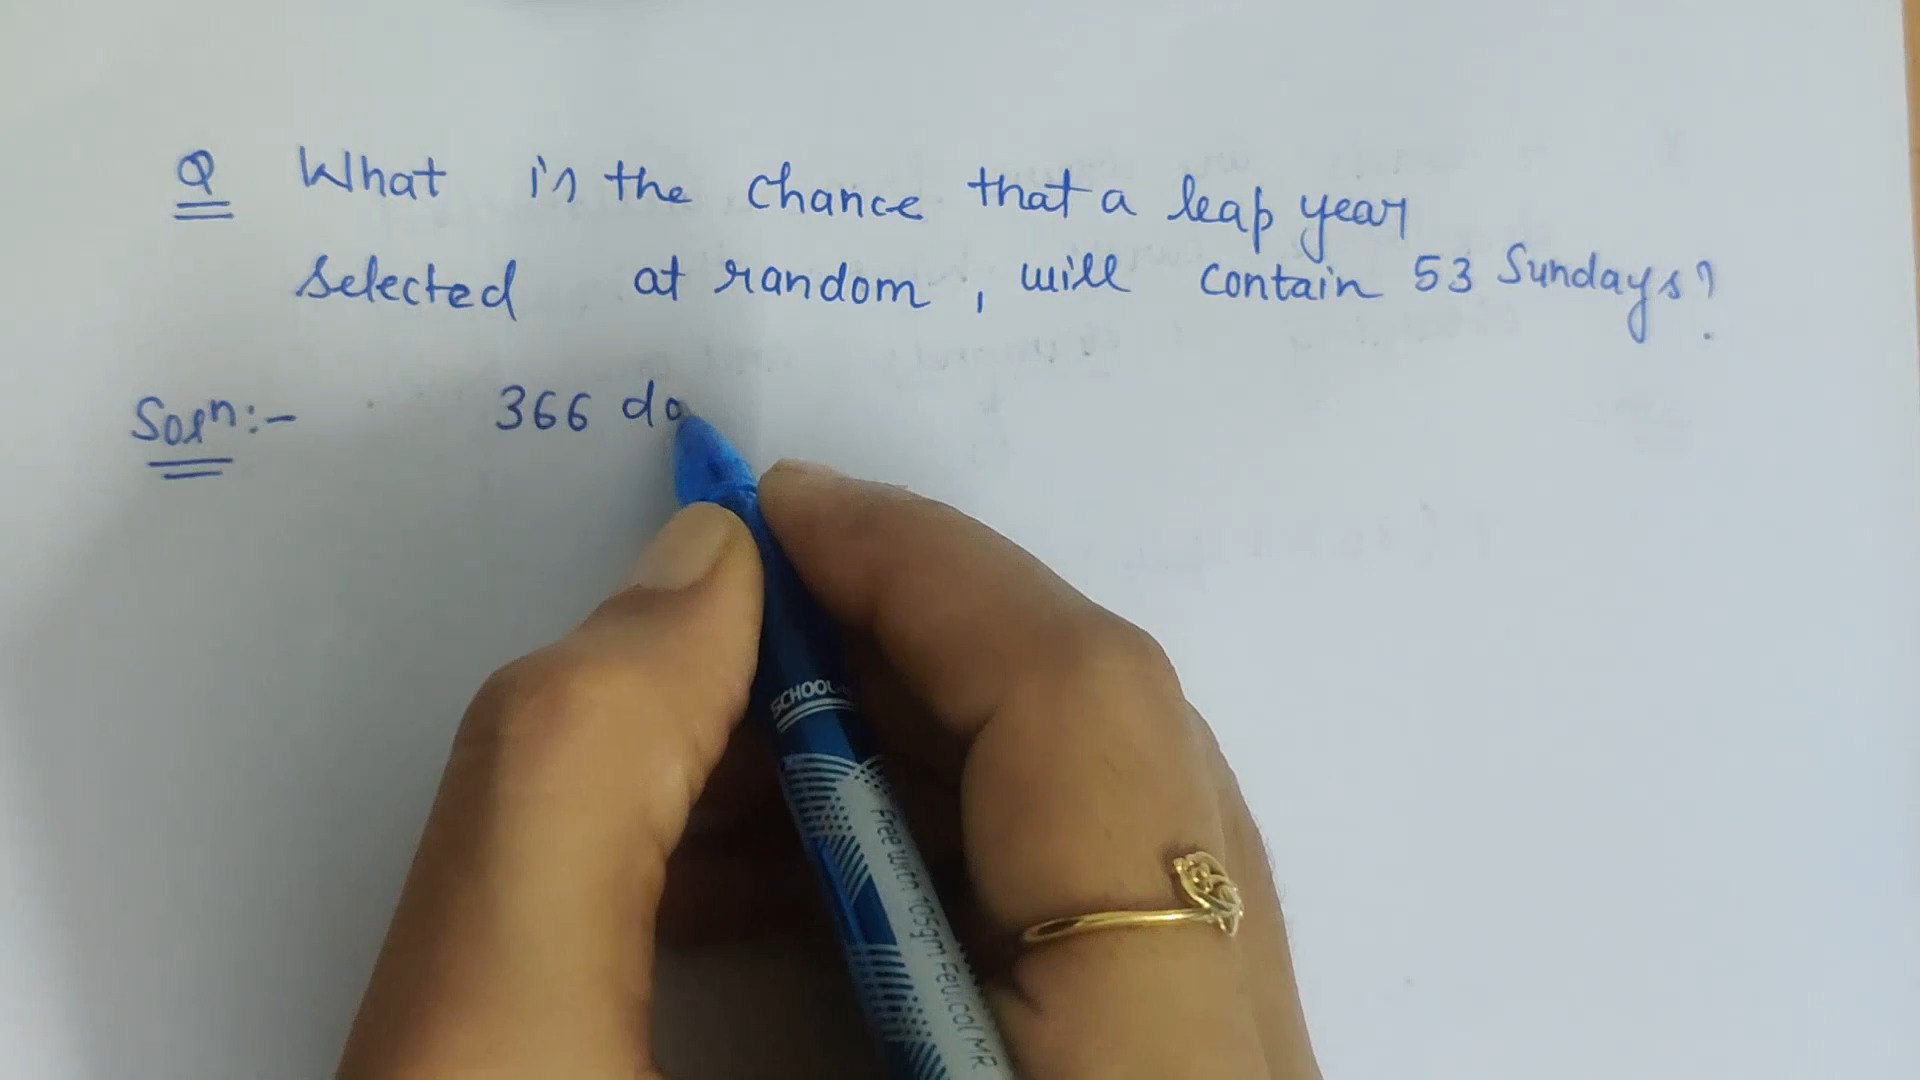 Q What is the chance that a leap year
selected at random, will contain 53 Sundays?
Soln:- 366 da
SCHOOL
Free with 105gm Fevicol MR